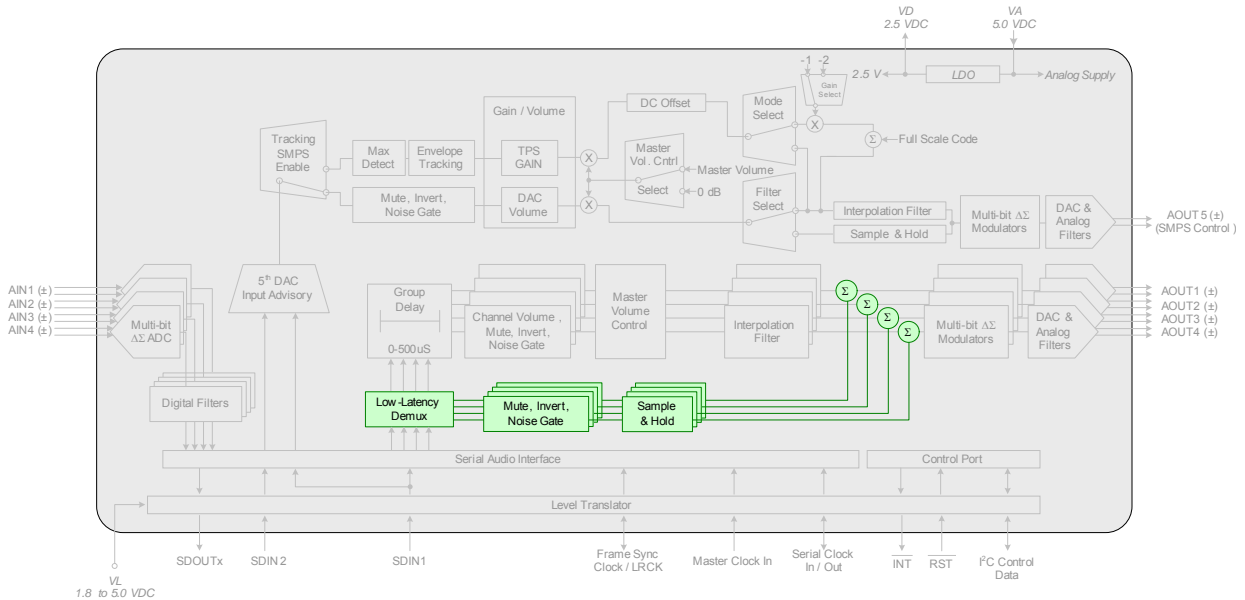 VD
2.5 VDC
VA
5.0 VDC
-1 -2
Gain
Select
2.5 V
LDO
Analog Supply
Tracking
SMPS
Enable
Max
Detect
Envelope
Tracking
Gain / Volume
TPS
GAIN
DC Offset
Mode
Select
X
Σ
Full Scale Code
X
Master
Vol. Cntrl
Select
Master Volume
0 dB
Mute, Invert,
Noise Gate
DAC
Volume
X
Filter
Select
Interpolation Filter
Sample & Hold
Multi-bit ΔΣ
Modulators
DAC &
Analog
Filters
AOUT5 (±)
(SMPS Control)
AIN1 (±)
AIN2 (±)
AIN3 (±)
AIN4 (±)
Multi-bit
ΔΣ ADC
5th DAC
Input Advisory
Group
Delay
0-500uS
Channel Volume,
Mute, Invert,
Noise Gate
Master
Volume
Control
Interpolation
Filter
Σ
Σ
Σ
Σ
Multi-bit ΔΣ
Modulators
DAC &
Analog
Filters
AOUT1 (±)
AOUT2 (±)
AOUT3 (±)
AOUT4 (±)
Digital Filters
Low-Latency
Demux
Mute, Invert,
Noise Gate
Sample
& Hold
Serial Audio Interface
Control Port
Level Translator
VL
1.8 to 5.0 VDC
SDOUTx
SDIN2
SDIN1
Frame Sync
Clock / LRCK
Master Clock In
Serial Clock
In / Out
INT
RST
I²C Control
Data